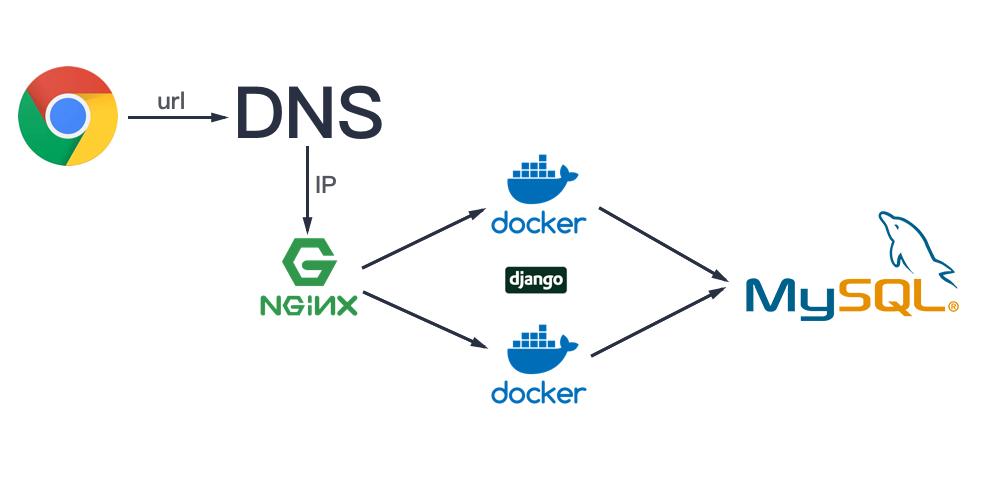 url
DNS
IP
NGiNX
docker
django
docker
MySQL®